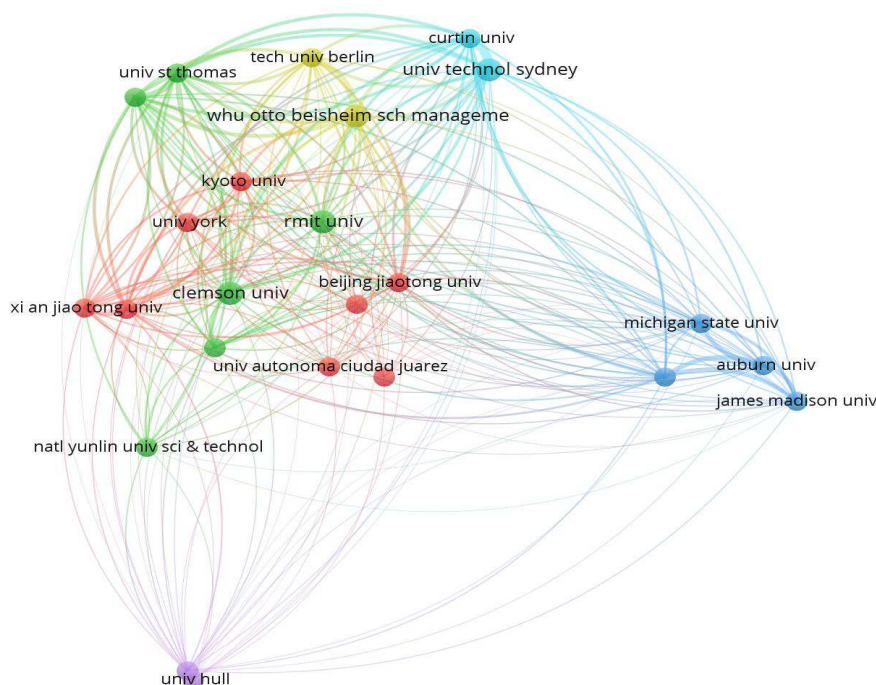 curtin univ
tech univ berlin
univ technol sydney
univ st thomas
whu otto beisheim sch manageme
kyoto univ
univ york
rmit univ
beijing jiaotong univ
clemson univ
xi an jiao tong univ
michigan state univ
univ autonoma ciudad juarez
auburn univ
james madison univ
natl yunlin univ sci & technol
univ hull